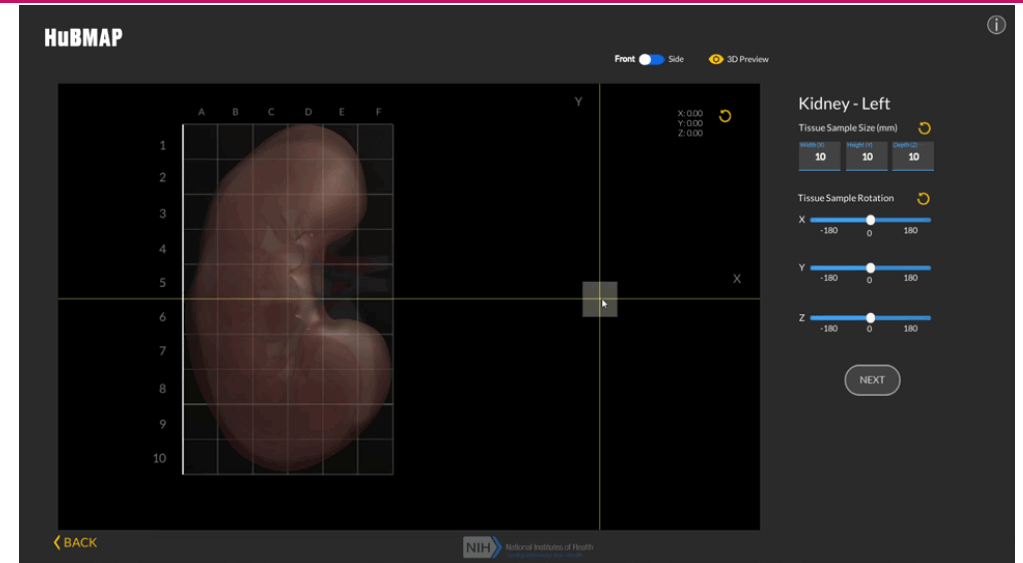 HuBMAP
i
Front Side 3D Preview
Y
X: 0.00
Y: 0.00
Z: 0.00
A B C D E F
1
2
3
4
5
6
7
8
9
10
X
Kidney - Left
Tissue Sample Size (mm)
Width (X) Height (Y) Depth (Z)
10 10 10
Tissue Sample Rotation
X
-180 0 180
Y
-180 0 180
Z
-180 0 180
NEXT
BACK
NIH National Institutes of Health